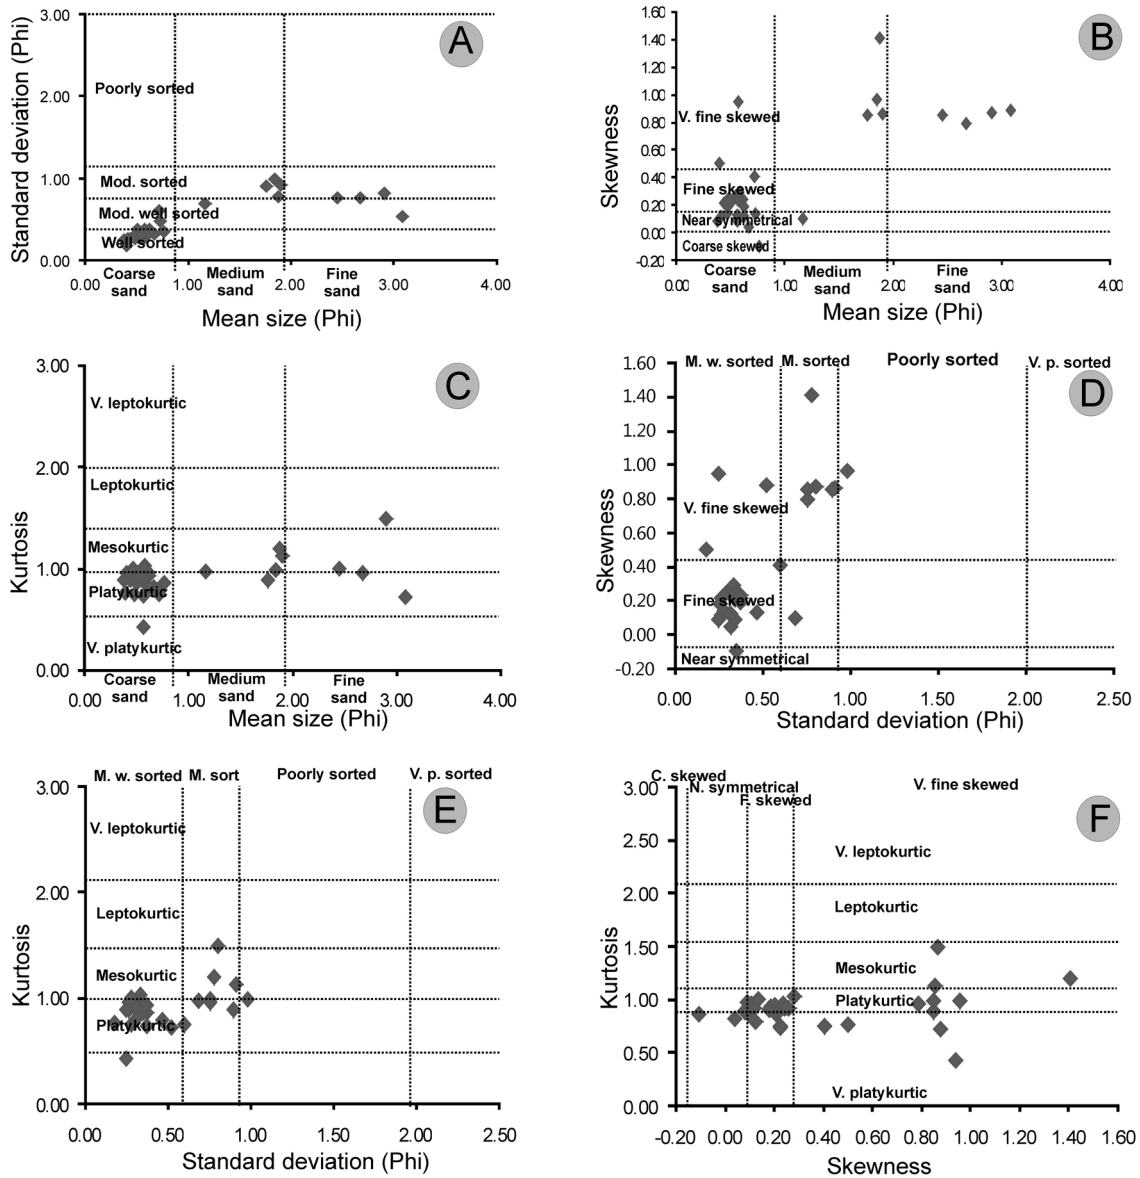 A
Standard deviation (Phi)
3.00
2.00
1.00
0.00
Poorly sorted
Mod. sorted
Mod. well sorted
Well sorted
Coarse sand
Medium sand
Fine sand
0.00 1.00 2.00 3.00 4.00
Mean size (Phi)
B
Skewness
1.60
1.40
1.20
1.00
0.80
0.60
0.40
0.20
0.00
-0.20
V. fine skewed
Fine skewed
Near symmetrical
Coarse skewed
Coarse sand
Medium sand
Fine sand
0.00 1.00 2.00 3.00 4.00
Mean size (Phi)
C
Kurtosis
3.00
2.00
1.00
0.00
V. leptokurtic
Leptokurtic
Mesokurtic
Platykurtic
V. platykurtic
Coarse sand
Medium sand
Fine sand
0.00 1.00 2.00 3.00 4.00
Mean size (Phi)
M. w. sorted M. sorted Poorly sorted V. p. sorted
D
Skewness
1.60
1.40
1.20
1.00
0.80
0.60
0.40
0.20
0.00
-0.20
V. fine skewed
Fine skewed
Near symmetrical
0.00 0.50 1.00 1.50 2.00 2.50
Standard deviation (Phi)
M. w. sorted M. sort Poorly sorted V. p. sorted
E
Kurtosis
3.00
2.00
1.00
0.00
V. leptokurtic
Leptokurtic
Mesokurtic
Platykurtic
0.00 0.50 1.00 1.50 2.00 2.50
Standard deviation (Phi)
C. skewed
N. symmetrical
F. skewed
V. fine skewed
F
Kurtosis
3.00
2.50
2.00
1.50
1.00
0.50
0.00
V. leptokurtic
Leptokurtic
Mesokurtic
Platykurtic
V. platykurtic
-0.20 0.00 0.20 0.40 0.60 0.80 1.00 1.20 1.40 1.60
Skewness